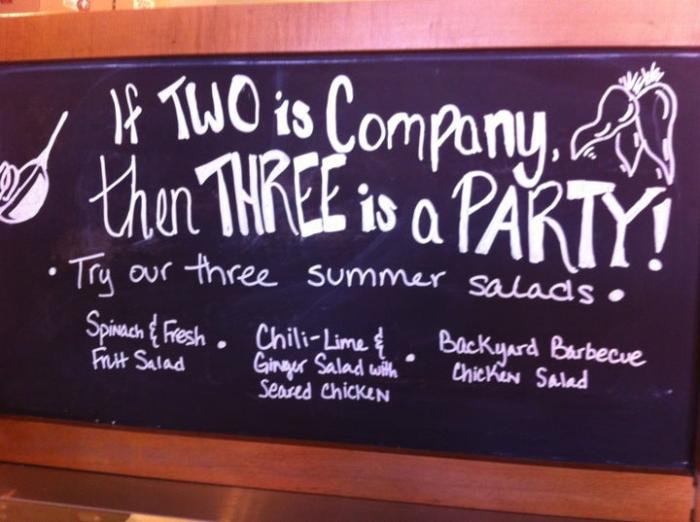 If TWO is Company,
then THREE is a PARTY!
• Try our three summer salads •
Spinach & Fresh • Chili-Lime & • Backyard Barbecue
Fruit Salad Ginger Salad with Chicken Salad
Seared Chicken